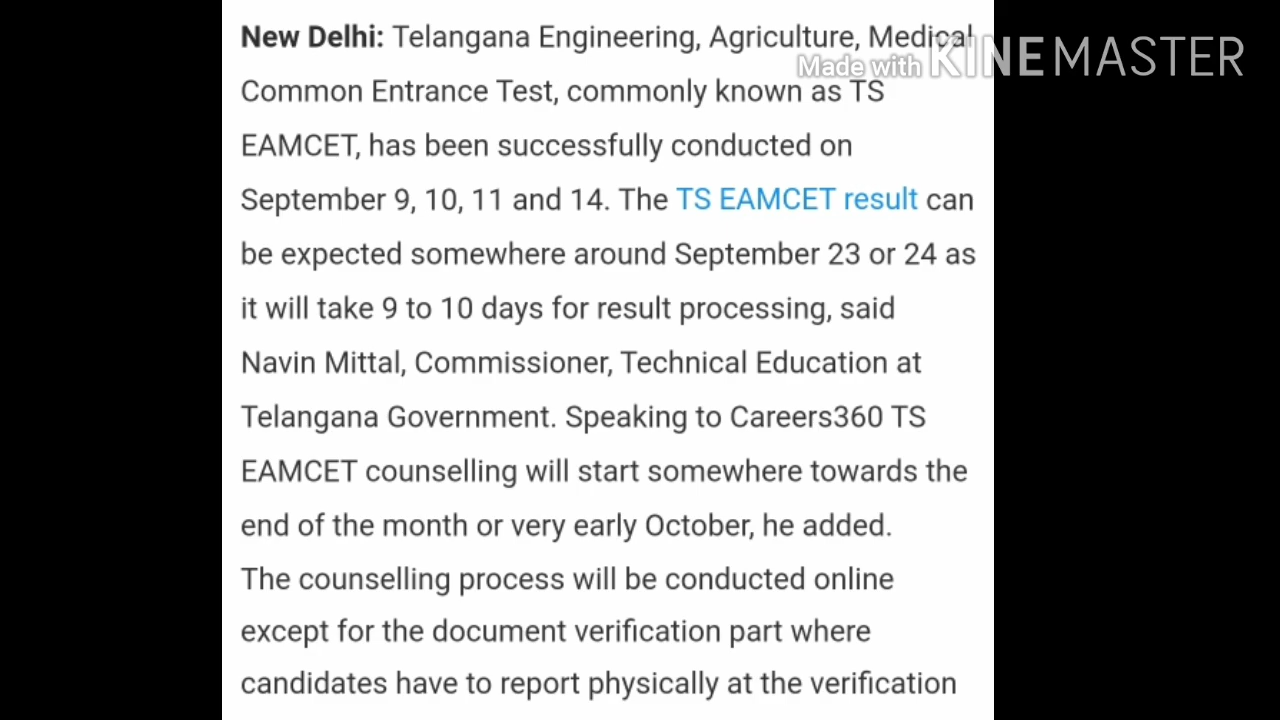 New Delhi: Telangana Engineering, Agriculture, Medical
Made with KINEMASTER
Common Entrance Test, commonly known as TS
EAMCET, has been successfully conducted on
September 9, 10, 11 and 14. The TS EAMCET result can
be expected somewhere around September 23 or 24 as
it will take 9 to 10 days for result processing, said
Navin Mittal, Commissioner, Technical Education at
Telangana Government. Speaking to Careers360 TS
EAMCET counselling will start somewhere towards the
end of the month or very early October, he added.
The counselling process will be conducted online
except for the document verification part where
candidates have to report physically at the verification